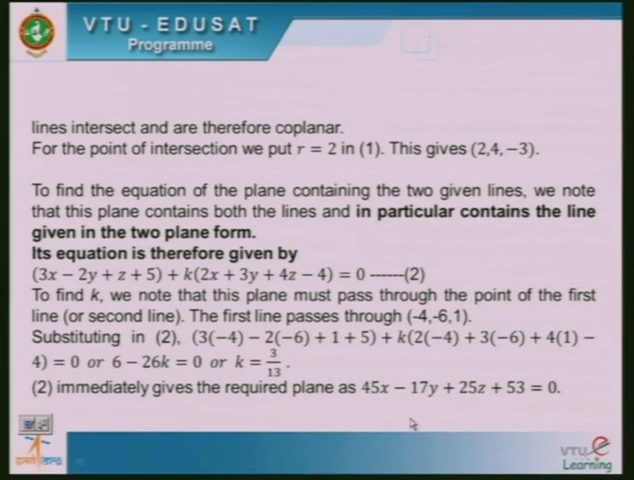 VTU - EDUSAT
Programme
lines intersect and are therefore coplanar.
For the point of intersection we put r = 2 in (1). This gives (2,4,−3).
To find the equation of the plane containing the two given lines, we note
that this plane contains both the lines and in particular contains the line
given in the two plane form.
Its equation is therefore given by
(3x − 2y + z + 5) + k(2x + 3y + 4z − 4) = 0 ------(2)
To find k, we note that this plane must pass through the point of the first
line (or second line). The first line passes through (-4,-6,1).
Substituting in (2), (3(−4) − 2(−6) + 1 + 5) + k(2(−4) + 3(−6) + 4(1) −
4) = 0 or 6 − 26k = 0 or k = 3/13 .
(2) immediately gives the required plane as 45x − 17y + 25z + 53 = 0.
VTU e
Learning